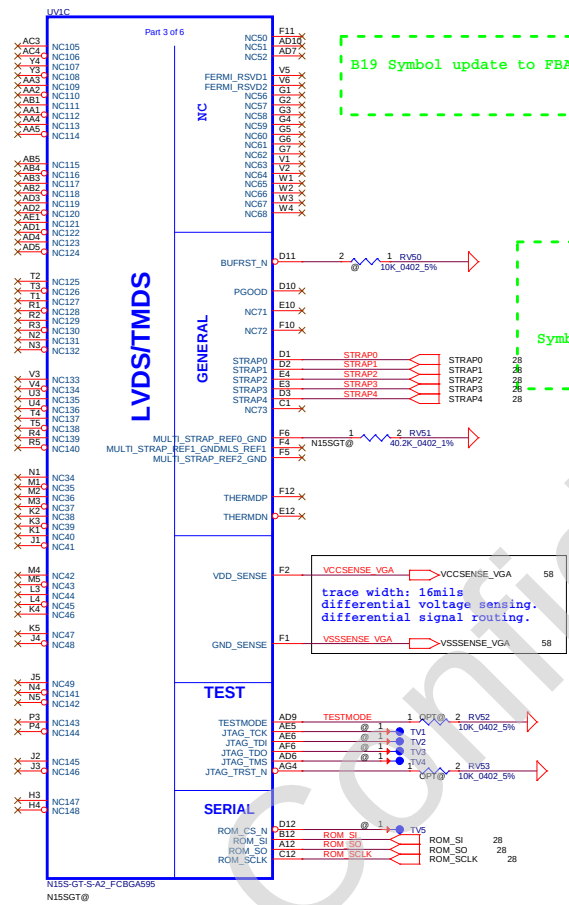 UV1C
Part 3 of 6
AC3 NC105
AC4 NC106
Y4 NC107
Y3 NC108
AA3 NC109
AA2 NC110
AB1 NC111
AA1 NC112
AA4 NC113
AA5 NC114
AB5 NC115
AB4 NC116
AB3 NC117
AB2 NC118
AD3 NC119
AD2 NC120
AE1 NC121
AD1 NC122
AD4 NC123
AD5 NC124
T2 NC125
T3 NC126
T1 NC127
R1 NC128
R2 NC129
R3 NC130
N2 NC131
N3 NC132
V3 NC133
V4 NC134
U3 NC135
U4 NC136
T4 NC137
T5 NC138
R4 NC139
R5 NC140
N1 NC34
M1 NC35
M2 NC36
M3 NC37
K2 NC38
K3 NC39
K1 NC40
J1 NC41
M4 NC42
M5 NC43
L3 NC44
L4 NC45
K4 NC46
K5 NC47
J4 NC48
J5 NC49
N4 NC141
N5 NC142
P3 NC143
P4 NC144
J2 NC145
J3 NC146
H3 NC147
H4 NC148
LVDS/TMDS
NC
NC50 F11
NC51 AD10
NC52 AD7
FERMI_RSVD1 V5
FERMI_RSVD2 V6
NC56 G1
NC57 G2
NC58 G3
NC59 G4
NC60 G5
NC61 G6
NC62 G7
NC63 V1
NC64 V2
NC65 W1
NC66 W2
NC67 W3
NC68 W4
GENERAL
BUFRST_N D11 2 1 RV50
@ 10K_0402_5%
PGOOD D10
NC71 E10
NC72 F10
STRAP0 D1 STRAP0 STRAP0 28
STRAP1 D2 STRAP1 STRAP1 28
STRAP2 E4 STRAP2 STRAP2 28
STRAP3 E3 STRAP3 STRAP3 28
STRAP4 D3 STRAP4 STRAP4 28
NC73 C1
MULTI_STRAP_REF0_GND F6 1 2 RV51
N15SGT@ 40.2K_0402_1%
MULTI_STRAP_REF1_GNDMLS_REF1 F4
MULTI_STRAP_REF2_GND F5
THERMDP F12
THERMDN E12
VDD_SENSE F2 VCCSENSE_VGA VCCSENSE_VGA 58
trace width: 16mils
differential voltage sensing.
differential signal routing.
GND_SENSE F1 VSSSENSE_VGA VSSSENSE_VGA 58
TEST
TESTMODE AD9 TESTMODE 1 OPT@ 2 RV52
10K_0402_5%
JTAG_TCK AE5 @ 1 TV1
JTAG_TDI AE6 @ 1 TV2
JTAG_TDO AF6 @ 1 TV3
JTAG_TMS AD6 @ 1 TV4
JTAG_TRST_N AG4 1 OPT@ 2 RV53
10K_0402_5%
SERIAL
ROM_CS_N D12 @ 1 TV5
ROM_SI B12 ROM_SI ROM_SI 28
ROM_SO A12 ROM_SO ROM_SO 28
ROM_SCLK C12 ROM_SCLK ROM_SCLK 28
N15S-GT-S-A2_FCBGA595
N15SGT@
B19 Symbol update to FBA
Symb